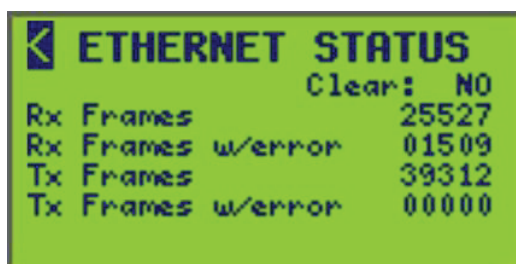 < ETHERNET STATUS
Clear: NO
Rx Frames 25527
Rx Frames w/error 01509
Tx Frames 39312
Tx Frames w/error 00000